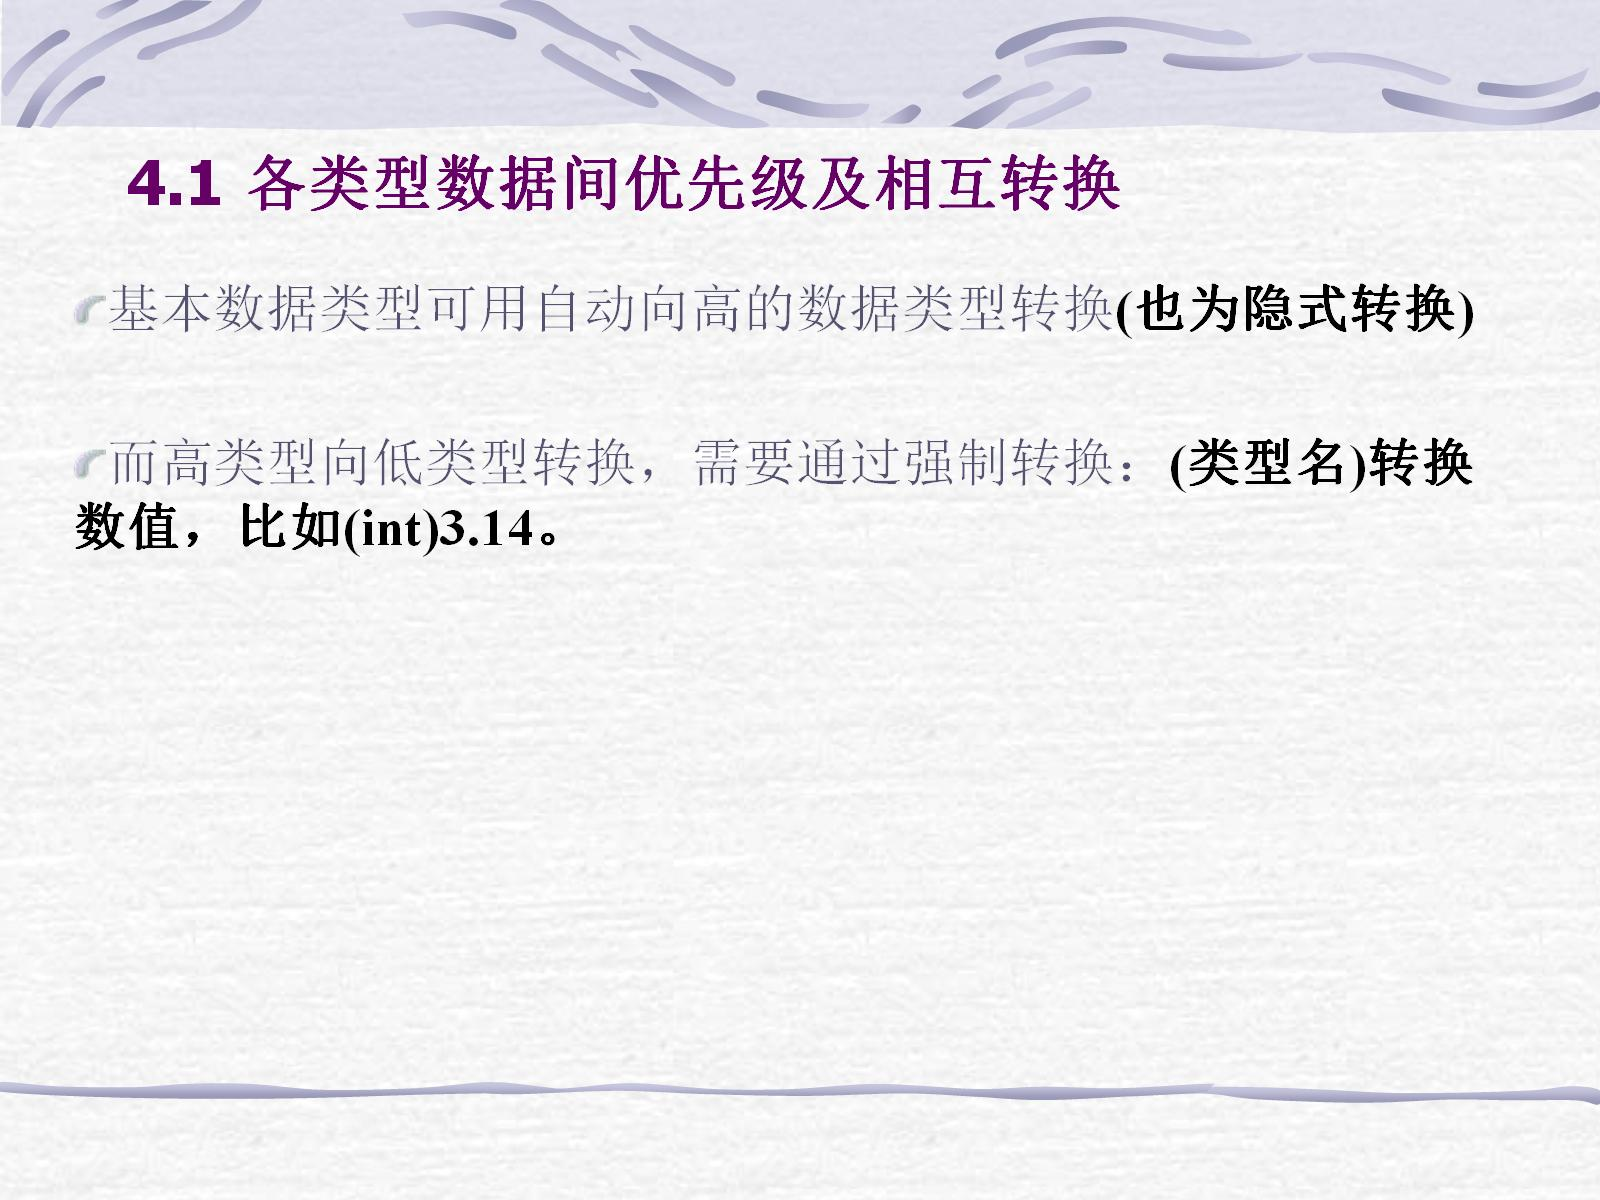 4.1 各类型数据间优先级及相互转换
基本数据类型可用自动向高的数据类型转换(也为隐式转换)
而高类型向低类型转换，需要通过强制转换：(类型名)转换
数值，比如(int)3.14。